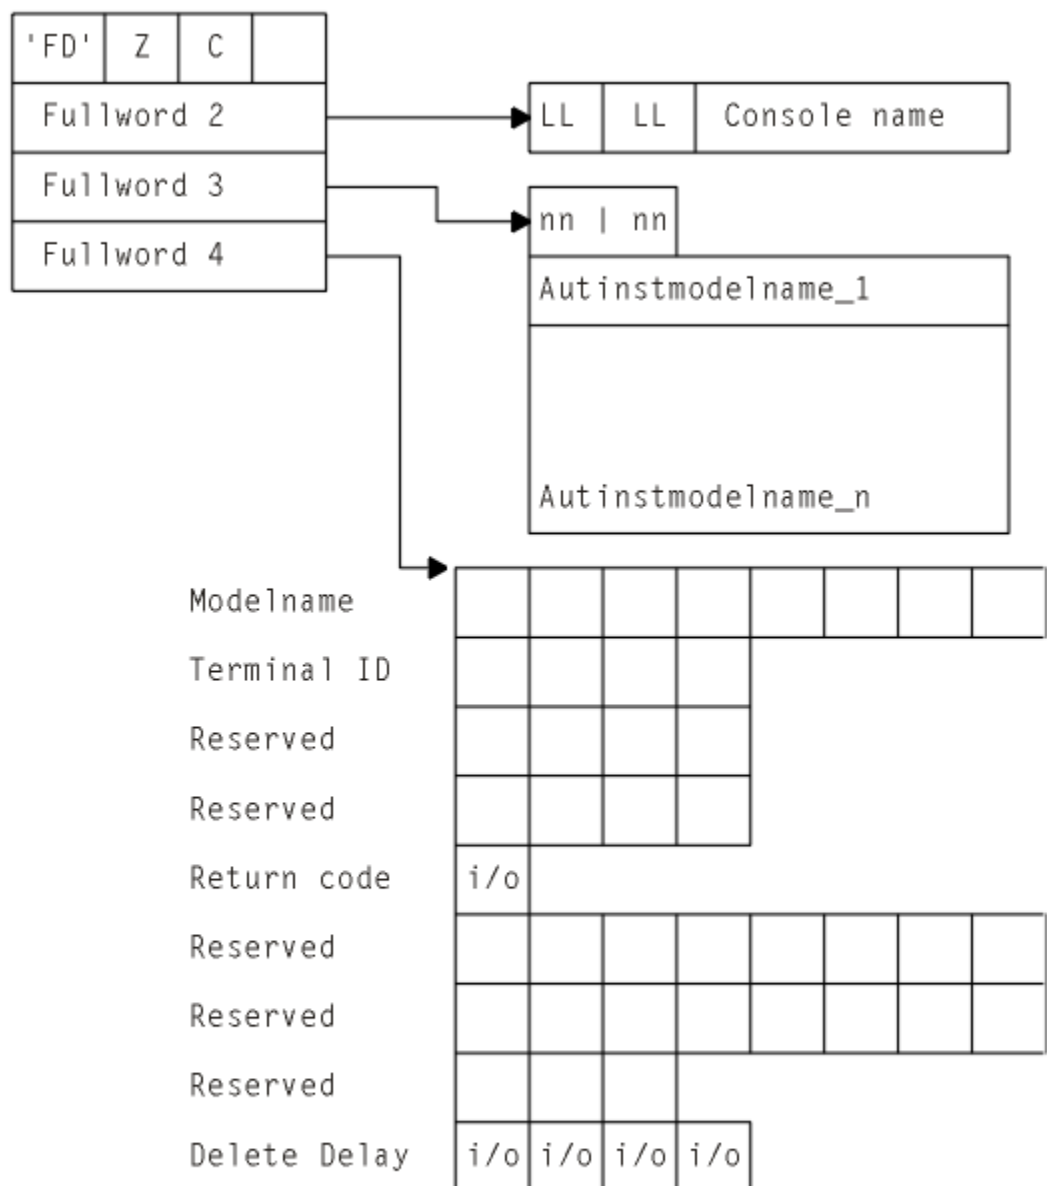 'FD' Z C
Fullword 2
LL LL Console name
Fullword 3
nn | nn
Fullword 4
Autinstmodelname_1
Autinstmodelname_n
Modelname
Terminal ID
Reserved
Reserved
Return code i/o
Reserved
Reserved
Reserved
Delete Delay i/o i/o i/o i/o